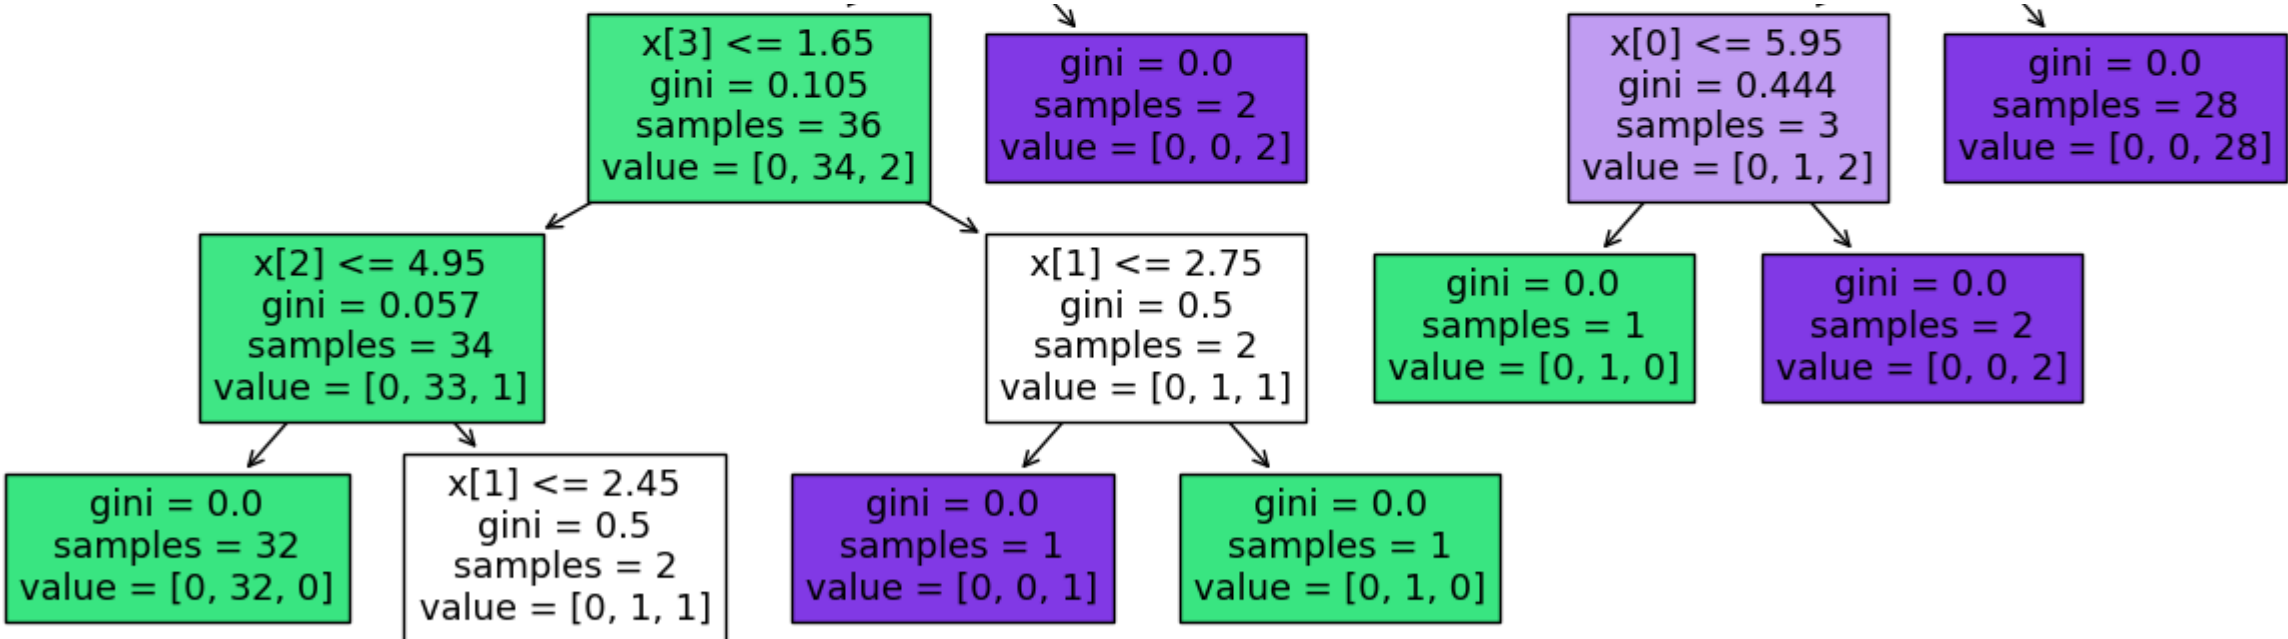 x[3] <= 1.65
gini = 0.105
samples = 36
value = [0, 34, 2]
gini = 0.0
samples = 2
value = [0, 0, 2]
x[0] <= 5.95
gini = 0.444
samples = 3
value = [0, 1, 2]
gini = 0.0
samples = 28
value = [0, 0, 28]
x[2] <= 4.95
gini = 0.057
samples = 34
value = [0, 33, 1]
x[1] <= 2.75
gini = 0.5
samples = 2
value = [0, 1, 1]
gini = 0.0
samples = 1
value = [0, 1, 0]
gini = 0.0
samples = 2
value = [0, 0, 2]
gini = 0.0
samples = 32
value = [0, 32, 0]
x[1] <= 2.45
gini = 0.5
samples = 2
value = [0, 1, 1]
gini = 0.0
samples = 1
value = [0, 0, 1]
gini = 0.0
samples = 1
value = [0, 1, 0]